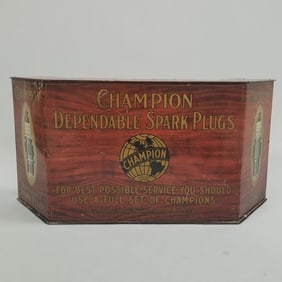 CHAMPION
DEPENDABLE SPARK PLUGS
CHAMPION
FOR BEST POSSIBLE SERVICE YOU SHOULD
USE A FULL SET OF CHAMPIONS